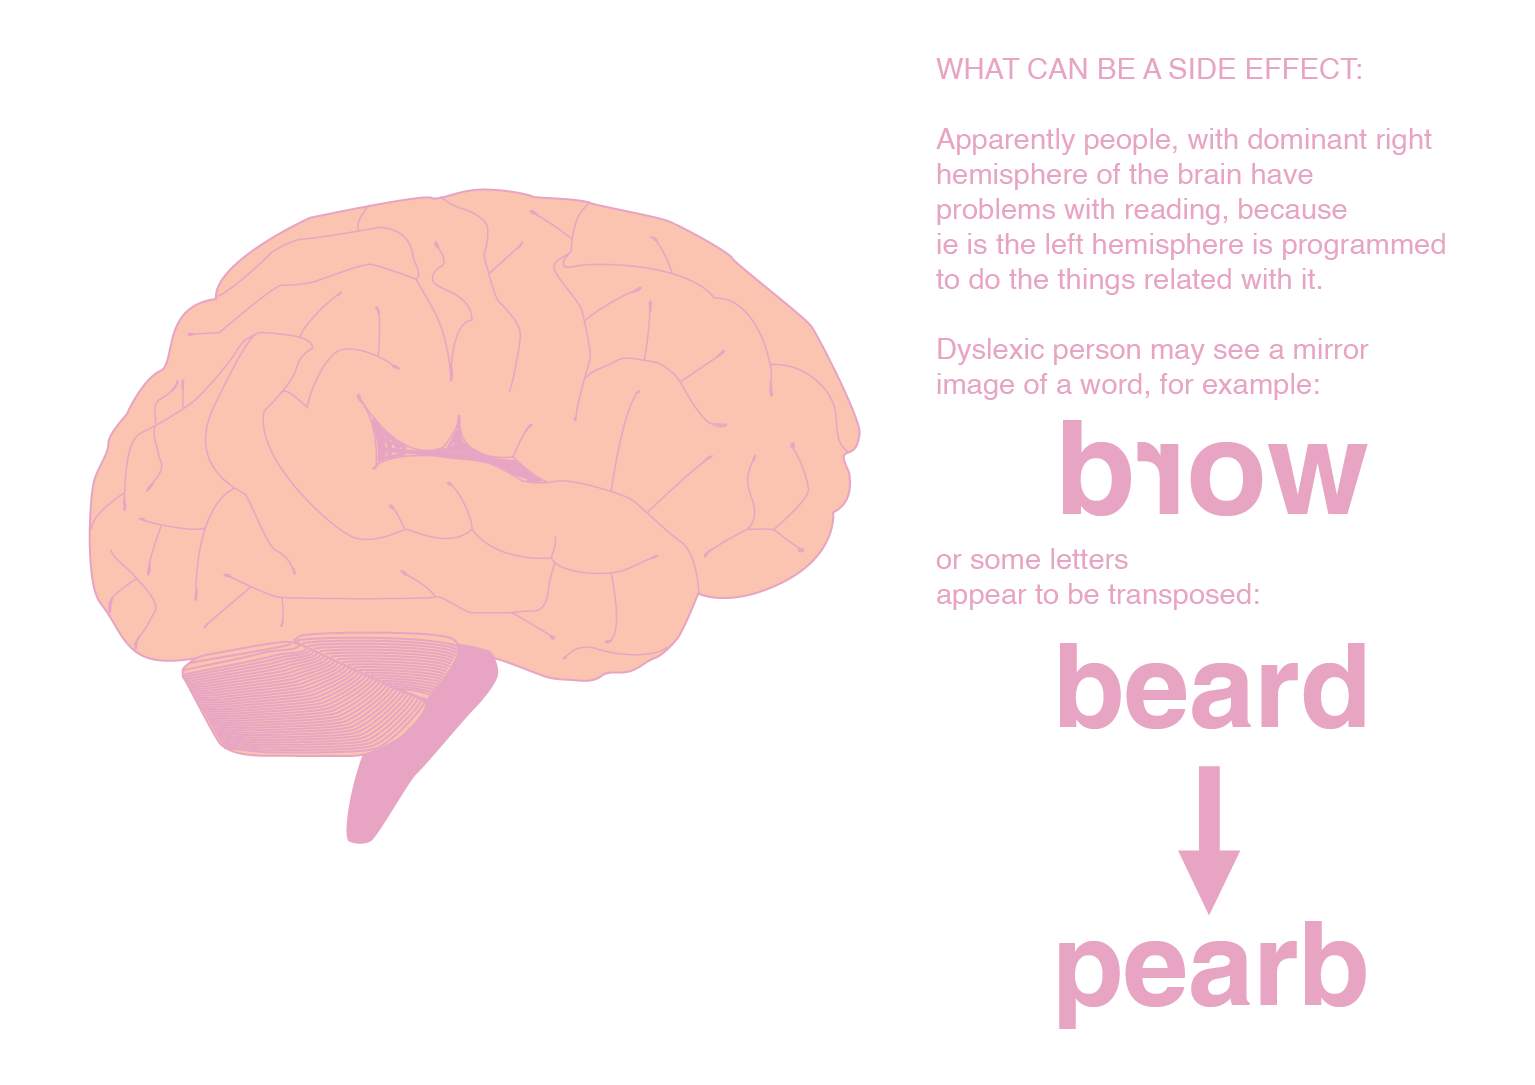 WHAT CAN BE A SIDE EFFECT:
Apparently people, with dominant right
hemisphere of the brain have
problems with reading, because
ie is the left hemisphere is programmed
to do the things related with it.
Dyslexic person may see a mirror
image of a word, for example:
brow
or some letters
appear to be transposed:
beard
pearb